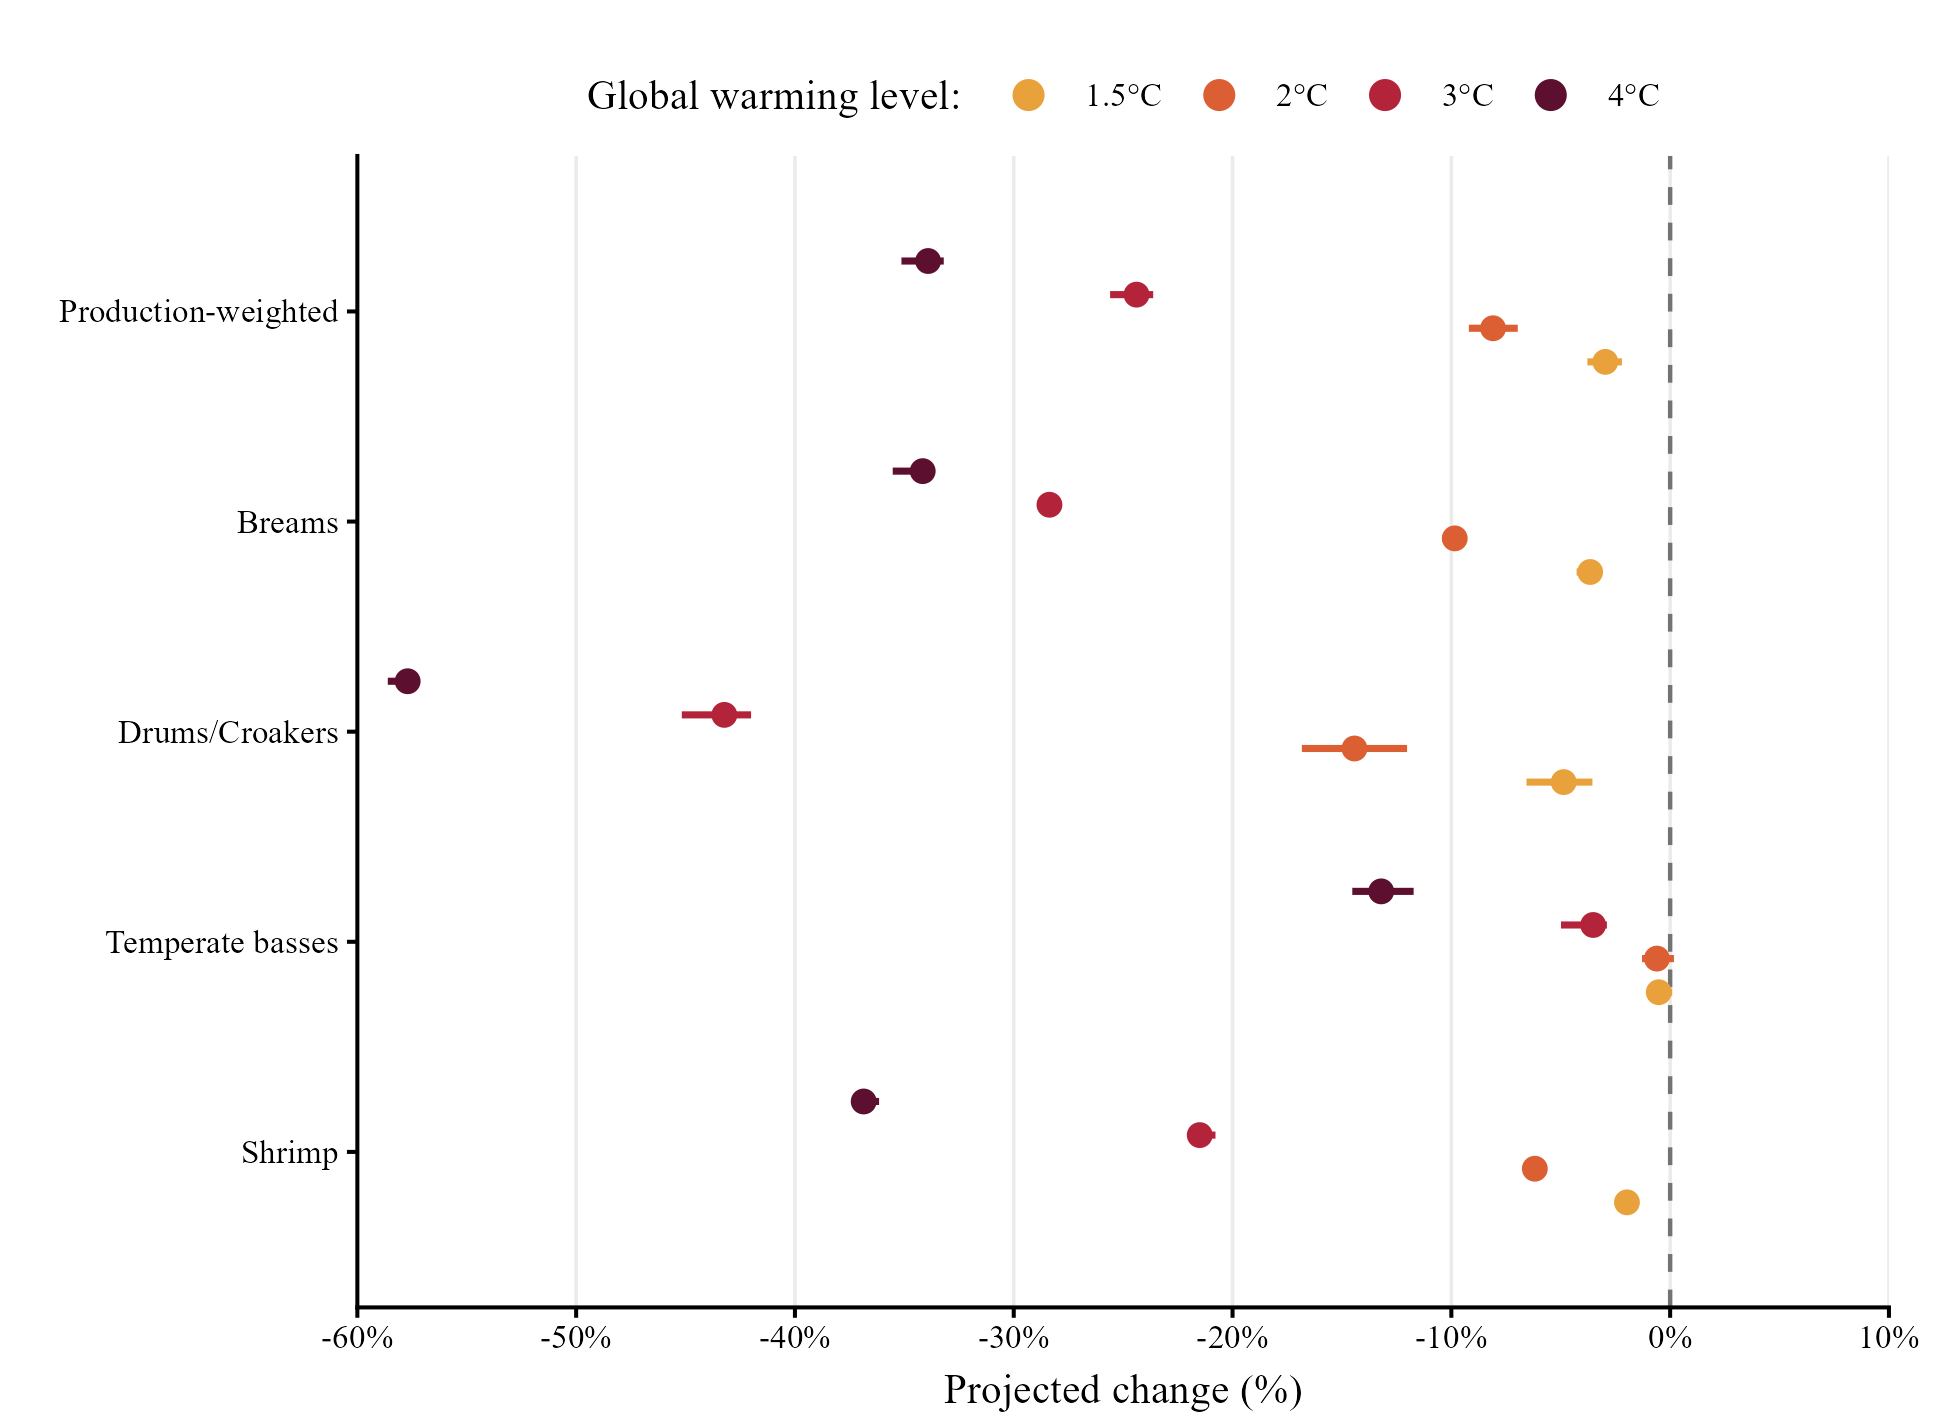 Global warming level: 1.5°C 2°C 3°C 4°C
Production-weighted
Breams
Drums/Croakers
Temperate basses
Shrimp
-60% -50% -40% -30% -20% -10% 0% 10%
Projected change (%)